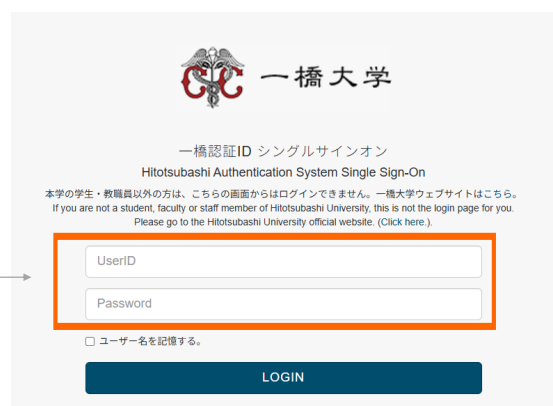 一橋大学
一橋認証ID シングルサインオン
Hitotsubashi Authentication System Single Sign-On
本学の学生・教職員以外の方は、こちらの画面からはログインできません。一橋大学ウェブサイトはこちら。
If you are not a student, faculty or staff member of Hitotsubashi University, this is not the login page for you.
Please go to the Hitotsubashi University official website. (Click here.).
UserID
Password
ユーザー名を記憶する。
LOGIN